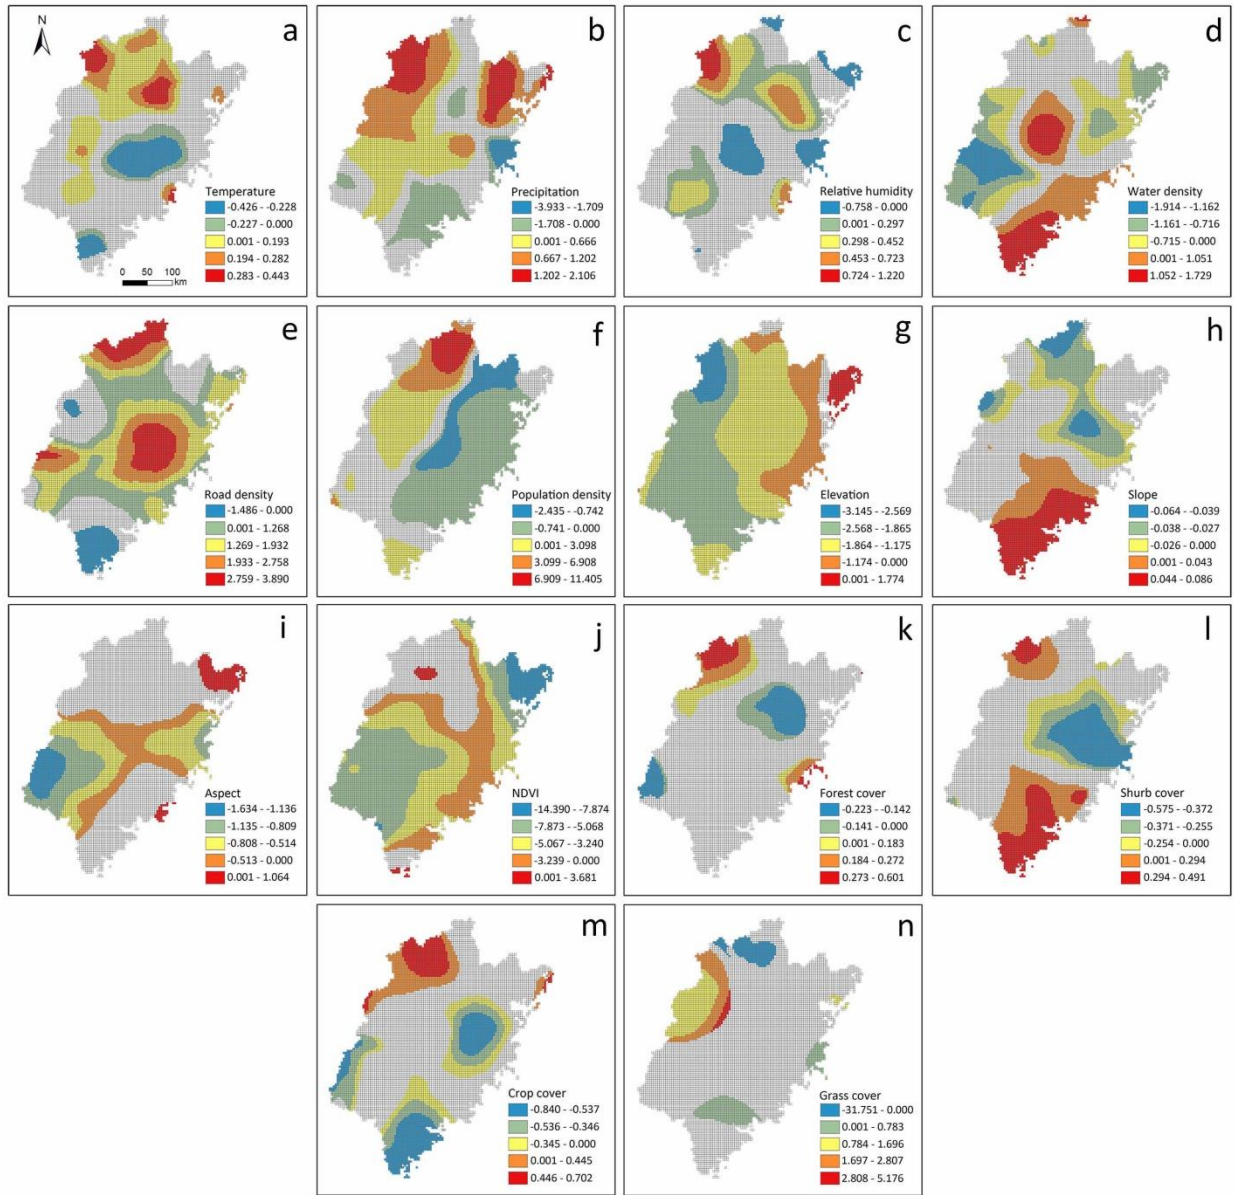 N
a
Temperature
-0.426 - -0.228
-0.227 - 0.000
0.001 - 0.193
0.194 - 0.282
0.283 - 0.443
0 50 100
km
b
Precipitation
-3.933 - -1.709
-1.708 - 0.000
0.001 - 0.666
0.667 - 1.202
1.202 - 2.106
c
Relative humidity
-0.758 - 0.000
0.001 - 0.297
0.298 - 0.452
0.453 - 0.723
0.724 - 1.220
d
Water density
-1.914 - -1.162
-1.161 - -0.716
-0.715 - 0.000
0.001 - 1.051
1.052 - 1.729
e
Road density
-1.486 - 0.000
0.001 - 1.268
1.269 - 1.932
1.933 - 2.758
2.759 - 3.890
f
Population density
-2.435 - -0.742
-0.741 - 0.000
0.001 - 3.098
3.099 - 6.908
6.909 - 11.405
g
Elevation
-3.145 - -2.569
-2.568 - -1.865
-1.864 - -1.175
-1.174 - 0.000
0.001 - 1.774
h
Slope
-0.064 - -0.039
-0.038 - -0.027
-0.026 - 0.000
0.001 - 0.043
0.044 - 0.086
i
Aspect
-1.634 - -1.136
-1.135 - -0.809
-0.808 - -0.514
-0.513 - 0.000
0.001 - 1.064
j
NDVI
-14.390 - -7.874
-7.873 - -5.068
-5.067 - -3.240
-3.239 - 0.000
0.001 - 3.681
k
Forest cover
-0.223 - -0.142
-0.141 - 0.000
0.001 - 0.183
0.184 - 0.272
0.273 - 0.601
l
Shurb cover
-0.575 - -0.372
-0.371 - -0.255
-0.254 - 0.000
0.001 - 0.294
0.294 - 0.491
m
Crop cover
-0.840 - -0.537
-0.536 - -0.346
-0.345 - 0.000
0.001 - 0.445
0.446 - 0.702
n
Grass cover
-31.751 - 0.000
0.001 - 0.783
0.784 - 1.696
1.697 - 2.807
2.808 - 5.176